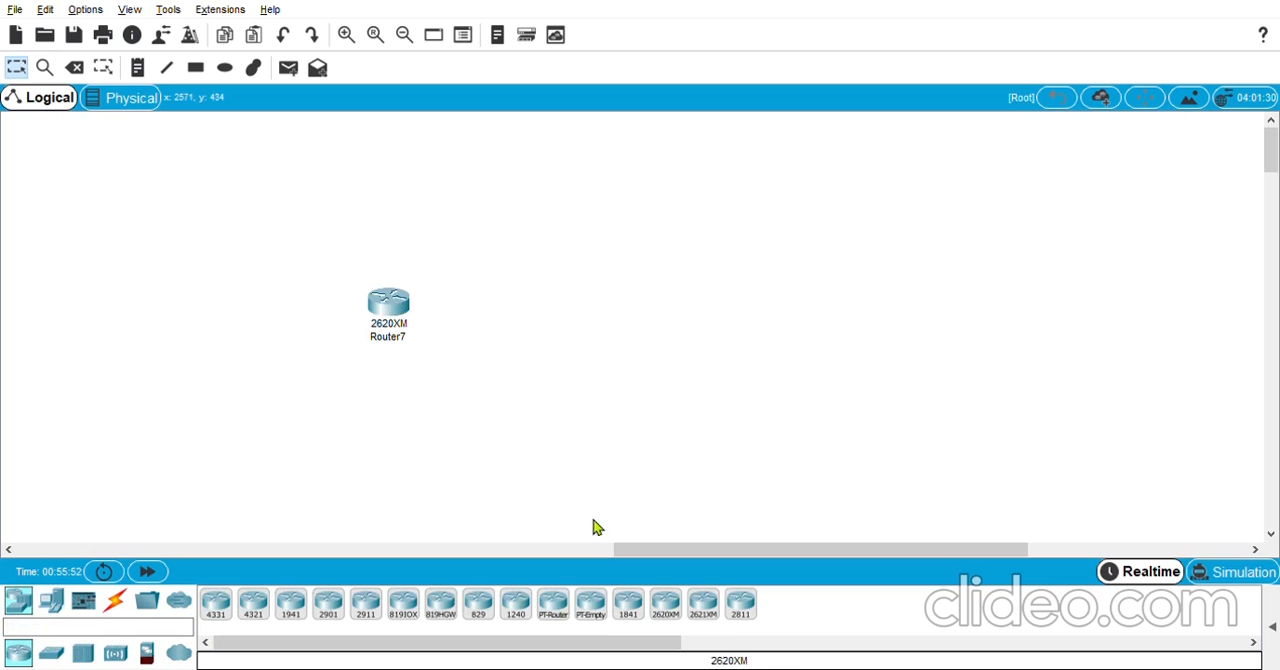 File Edit Options View Tools Extensions Help
?
Logical Physical x: 2571, y: 434 [Root] 04:01:30
2620XM
Router7
Time: 00:55:52 Realtime Simulation
4331 4321 1941 2901 2911 819IOX 819HGW 829 1240 PT-Router PT-Empty 1841 2620XM 2621XM 2811
clideo.com
2620XM